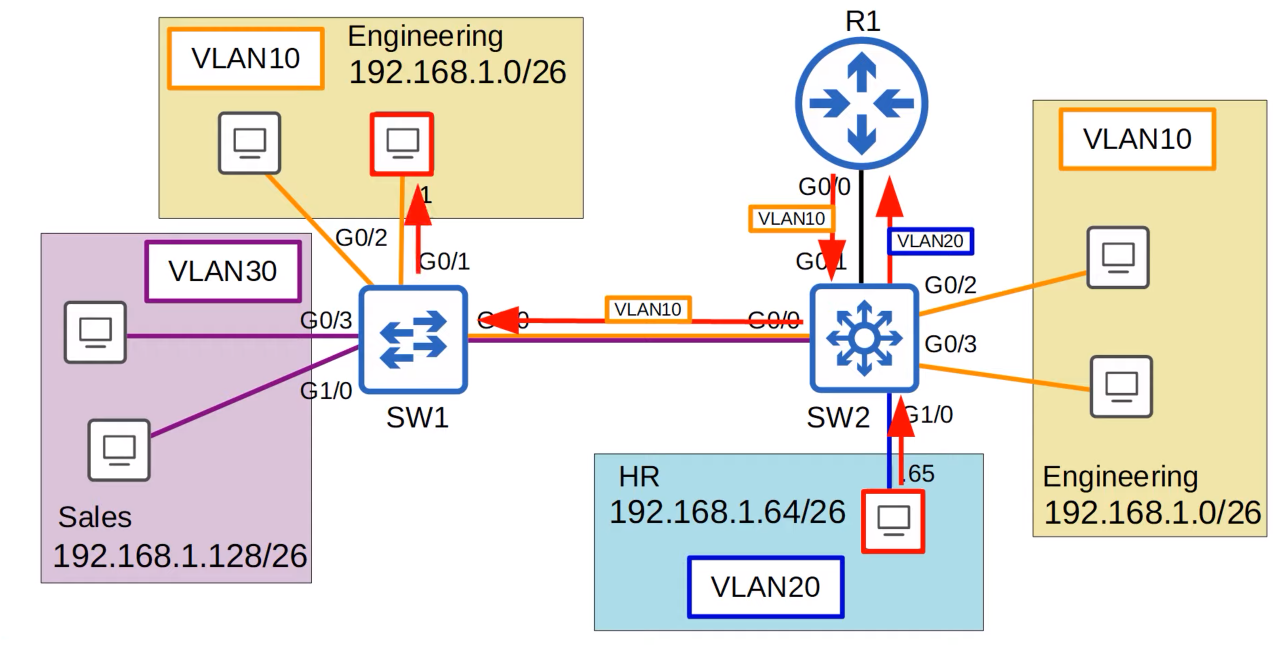 R1
VLAN10
Engineering
192.168.1.0/26
VLAN10
1
G0/0
VLAN10
VLAN20
G0/2
G0/1
G0/1
G0/2
VLAN30
VLAN10
G0/3
G0/0
G0/3
G1/0
SW1
SW2
G1/0
HR
192.168.1.64/26
.65
Engineering
192.168.1.0/26
Sales
192.168.1.128/26
VLAN20